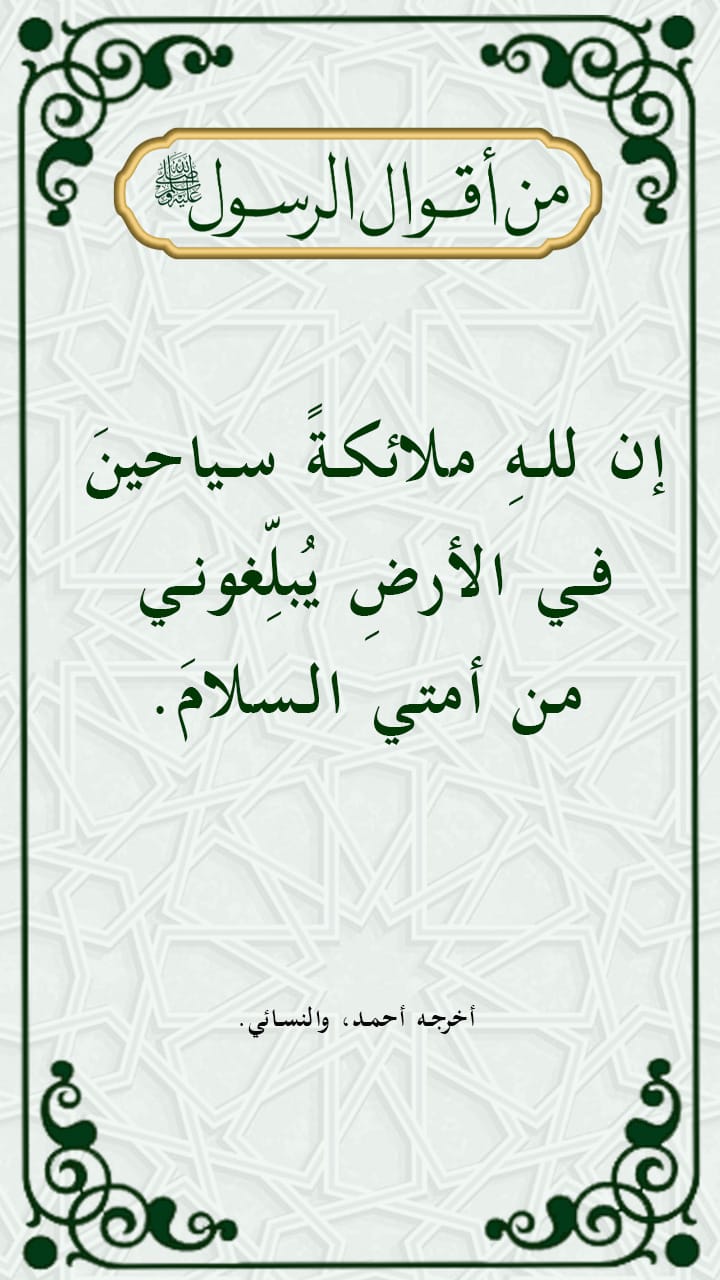 من أقوال الرسول ﷺ
إن للهِ ملائكةً سياحينَ
في الأرضِ يُبلِّغوني
من أمتي السلامَ.
أخرجه أحمد، والنسائي.